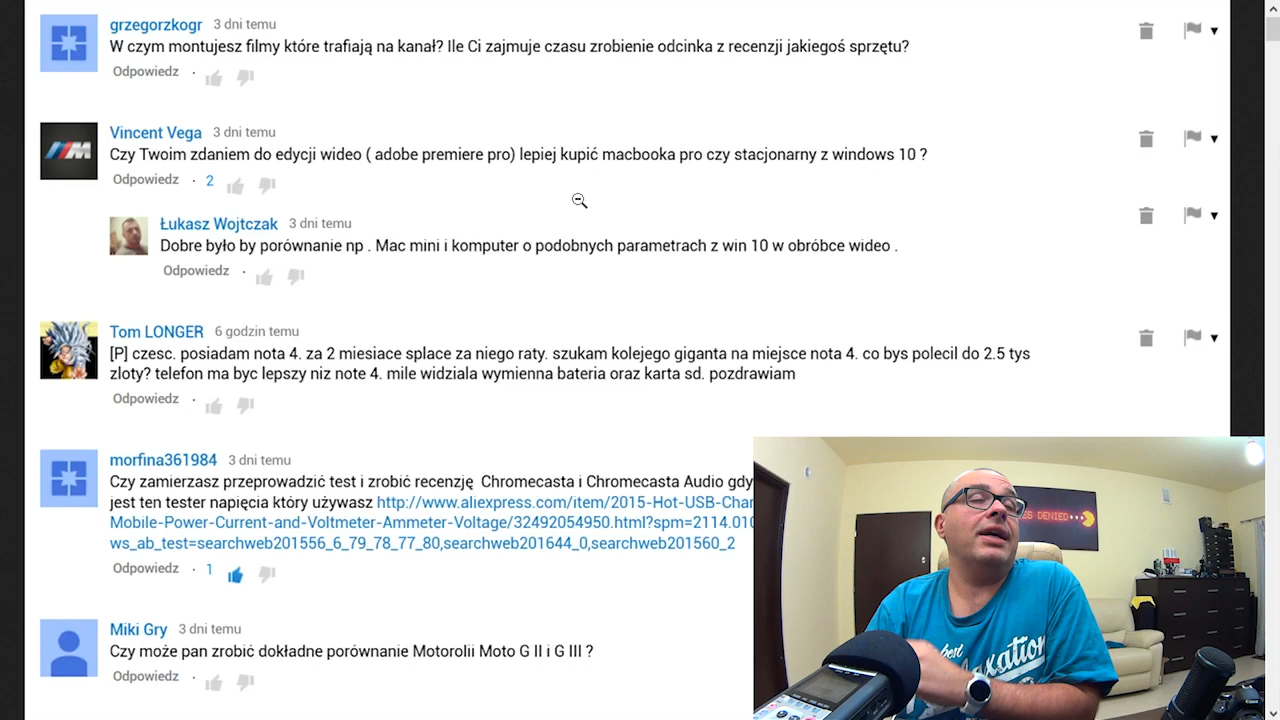 grzegorzkogr 3 dni temu
W czym montujesz filmy które trafiają na kanał? Ile Ci zajmuje czasu zrobienie odcinka z recenzji jakiegoś sprzętu?
Odpowiedz ·
Vincent Vega 3 dni temu
Czy Twoim zdaniem do edycji wideo ( adobe premiere pro) lepiej kupić macbooka pro czy stacjonarny z windows 10 ?
Odpowiedz · 2
Łukasz Wojtczak 3 dni temu
Dobre było by porównanie np . Mac mini i komputer o podobnych parametrach z win 10 w obróbce wideo .
Odpowiedz ·
Tom LONGER 6 godzin temu
[P] czesc. posiadam nota 4. za 2 miesiace splace za niego raty. szukam kolejego giganta na miejsce nota 4. co bys polecil do 2.5 tys
zloty? telefon ma byc lepszy niz note 4. mile widziala wymienna bateria oraz karta sd. pozdrawiam
Odpowiedz ·
morfina361984 3 dni temu
Czy zamierzasz przeprowadzić test i zrobić recenzję Chromecasta i Chromecasta Audio gdy
jest ten tester napięcia który używasz http://www.aliexpress.com/item/2015-Hot-USB-Char
Mobile-Power-Current-and-Voltmeter-Ammeter-Voltage/32492054950.html?spm=2114.010
ws_ab_test=searchweb201556_6_79_78_77_80,searchweb201644_0,searchweb201560_2
Odpowiedz · 1
Miki Gry 3 dni temu
Czy może pan zrobić dokładne porównanie Motorolii Moto G II i G III ?
Odpowiedz ·
DENIED
best